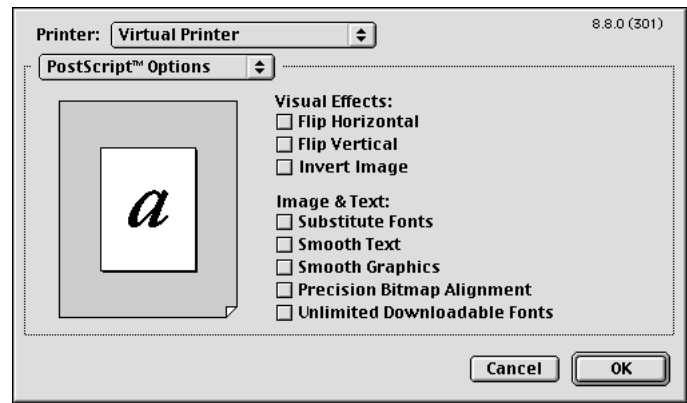 8.8.0 (301)
Printer: Virtual Printer
PostScript™ Options
Visual Effects:
Flip Horizontal
Flip Vertical
Invert Image
a
Image & Text:
Substitute Fonts
Smooth Text
Smooth Graphics
Precision Bitmap Alignment
Unlimited Downloadable Fonts
Cancel
OK